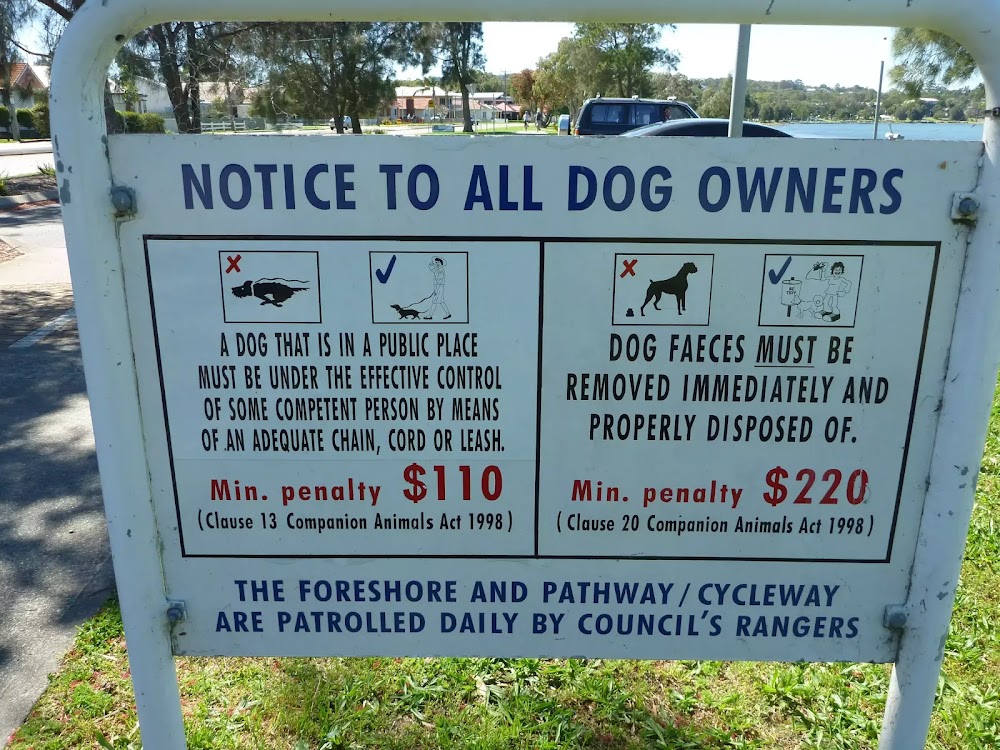 NOTICE TO ALL DOG OWNERS
A DOG THAT IS IN A PUBLIC PLACE
MUST BE UNDER THE EFFECTIVE CONTROL
OF SOME COMPETENT PERSON BY MEANS
OF AN ADEQUATE CHAIN, CORD OR LEASH.
Min. penalty $110
(Clause 13 Companion Animals Act 1998)
DOG FAECES MUST BE
REMOVED IMMEDIATELY AND
PROPERLY DISPOSED OF.
Min. penalty $220
(Clause 20 Companion Animals Act 1998)
THE FORESHORE AND PATHWAY/CYCLEWAY
ARE PATROLLED DAILY BY COUNCIL'S RANGERS